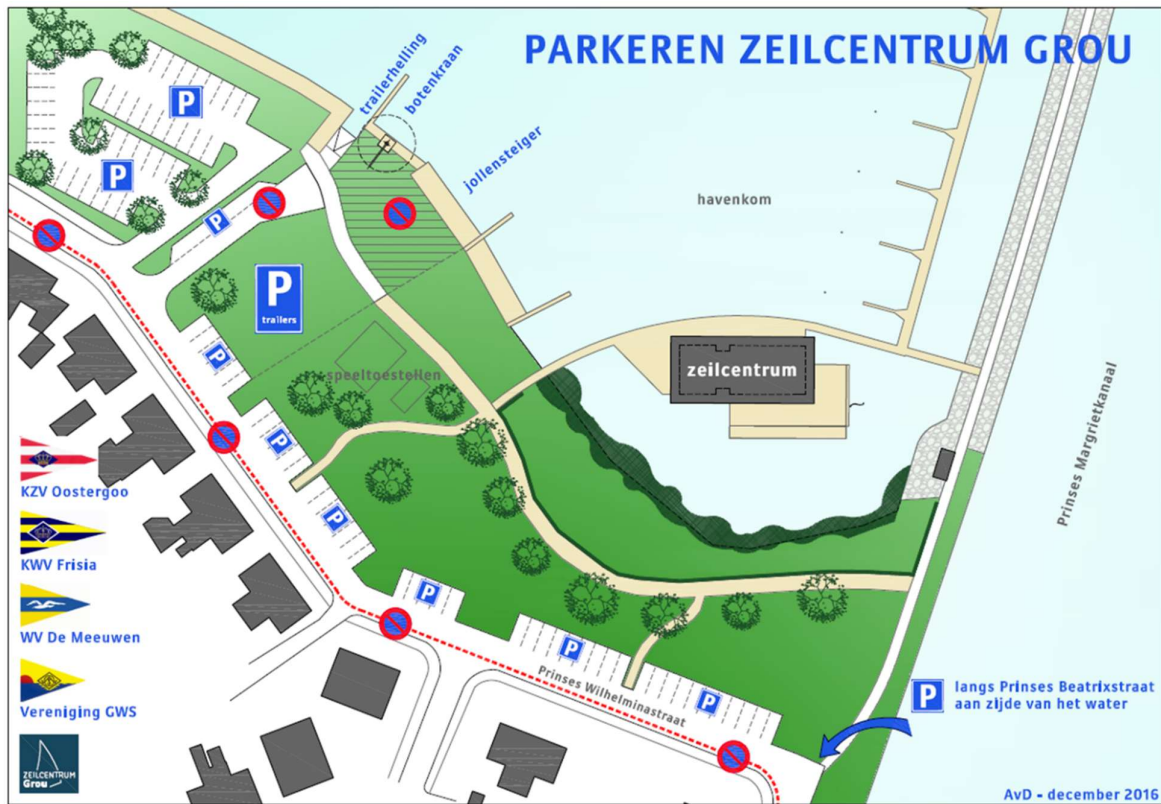 PARKEREN ZEILCENTRUM GROU
trailerhelling
botenkraan
jollensteiger
havenkom
P
P
P
P
trailers
zeilcentrum
speeltoestellen
P
P
P
P
P
P
Prinses Wilhelminastraat
Prinses Margrietkanaal
P
langs Prinses Beatrixstraat
aan zijde van het water
KZV Oostergoo
KWV Frisia
WV De Meeuwen
Vereniging GWS
ZEILCENTRUM
Grou
AvD - december 2016